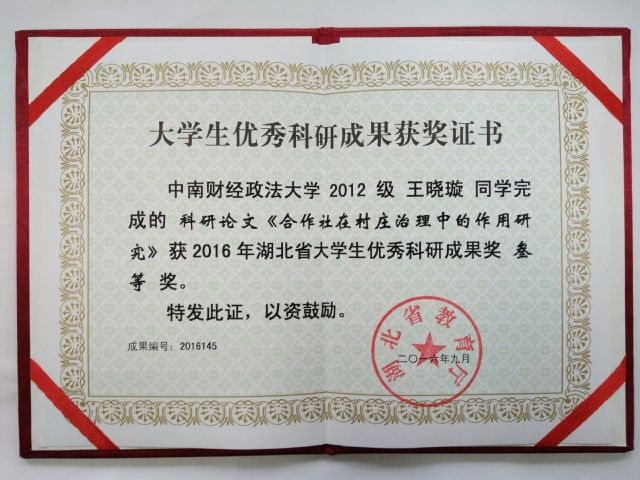 大学生优秀科研成果获奖证书
中南财经政法大学 2012 级 王晓璇 同学完
成的 科研论文《合作社在村庄治理中的作用研
究》 获 2016 年湖北省大学生优秀科研成果奖 叁
等 奖。
特发此证，以资鼓励。
成果编号：2016145
湖北省教育厅
二〇一六年九月